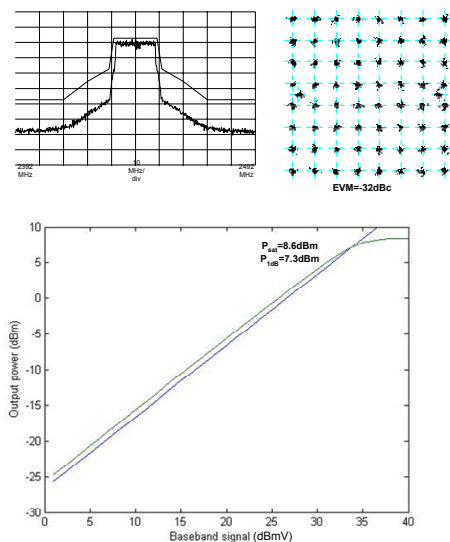 2392
MHz
10
MHz/
div
2492
MHz
EVM=-32dBc
Psat=8.6dBm
P1dB=7.3dBm
10
5
0
-5
-10
-15
-20
-25
-30
Output power (dBm)
0 5 10 15 20 25 30 35 40
Baseband signal (dBmV)